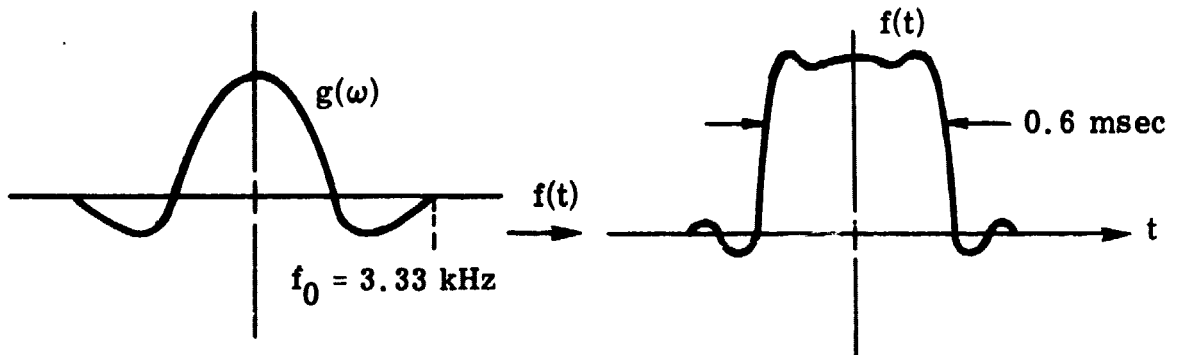 g(ω)
f₀ = 3.33 kHz
f(t)
f(t)
0.6 msec
t